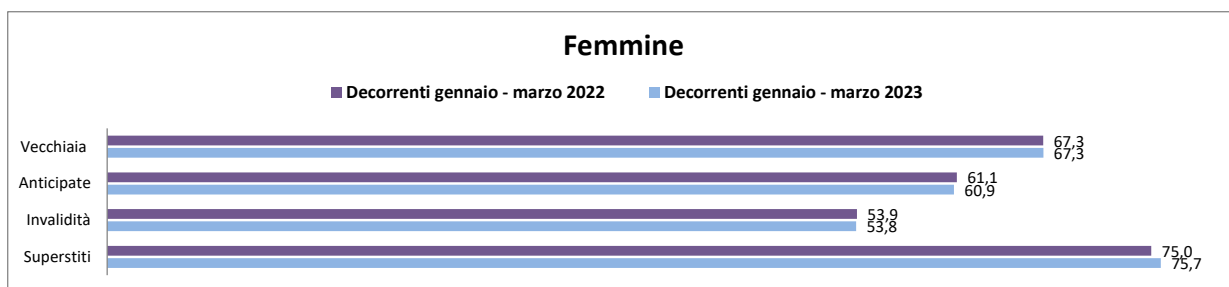 Femmine
Decorrenti gennaio - marzo 2022 Decorrenti gennaio - marzo 2023
Vecchiaia 67,3
67,3
Anticipate 61,1
60,9
Invalidità 53,9
53,8
Superstiti 75,0
75,7